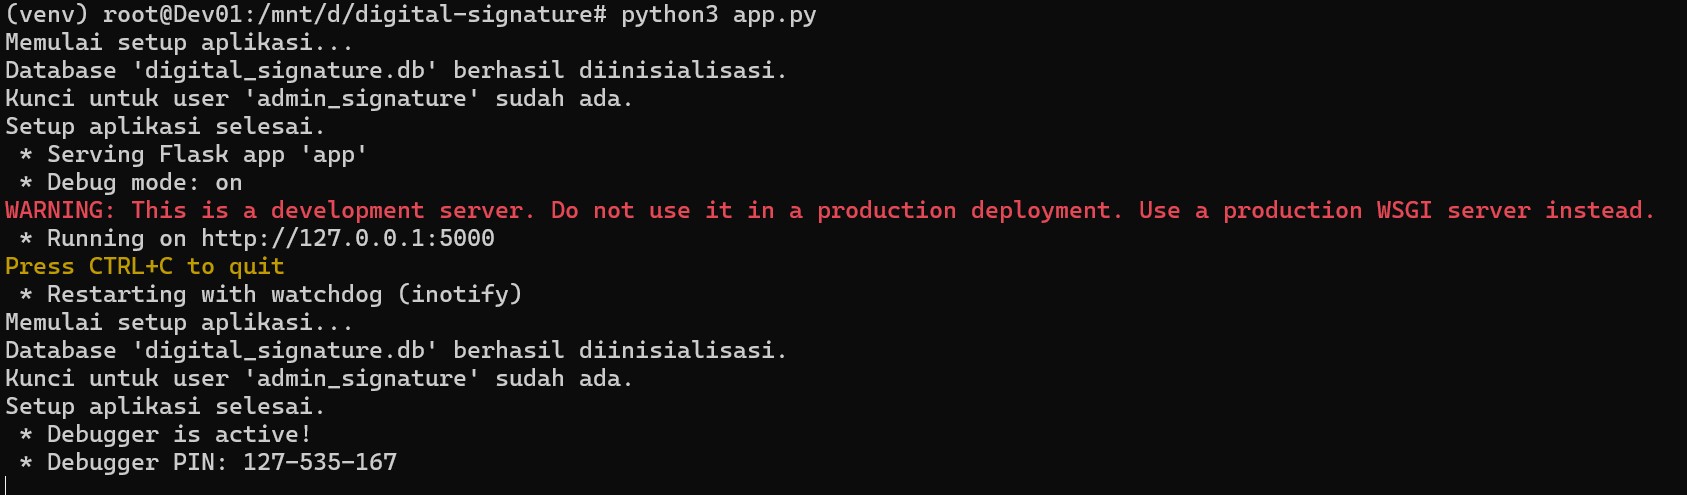 (venv) root@Dev01:/mnt/d/digital-signature# python3 app.py
Memulai setup aplikasi...
Database 'digital_signature.db' berhasil diinisialisasi.
Kunci untuk user 'admin_signature' sudah ada.
Setup aplikasi selesai.
 * Serving Flask app 'app'
 * Debug mode: on
WARNING: This is a development server. Do not use it in a production deployment. Use a production WSGI server instead.
 * Running on http://127.0.0.1:5000
Press CTRL+C to quit
 * Restarting with watchdog (inotify)
Memulai setup aplikasi...
Database 'digital_signature.db' berhasil diinisialisasi.
Kunci untuk user 'admin_signature' sudah ada.
Setup aplikasi selesai.
 * Debugger is active!
 * Debugger PIN: 127-535-167